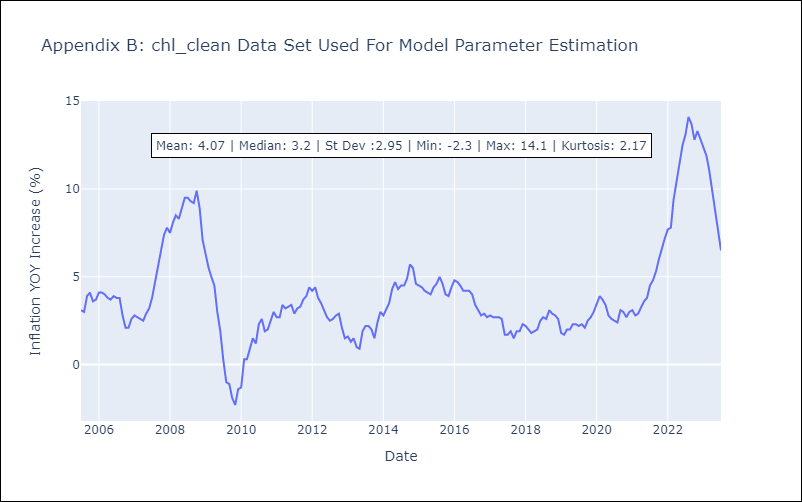 Appendix B: chl_clean Data Set Used For Model Parameter Estimation
Mean: 4.07 | Median: 3.2 | St Dev :2.95 | Min: -2.3 | Max: 14.1 | Kurtosis: 2.17
Inflation YOY Increase (%)
15
10
5
0
2006 2008 2010 2012 2014 2016 2018 2020 2022
Date